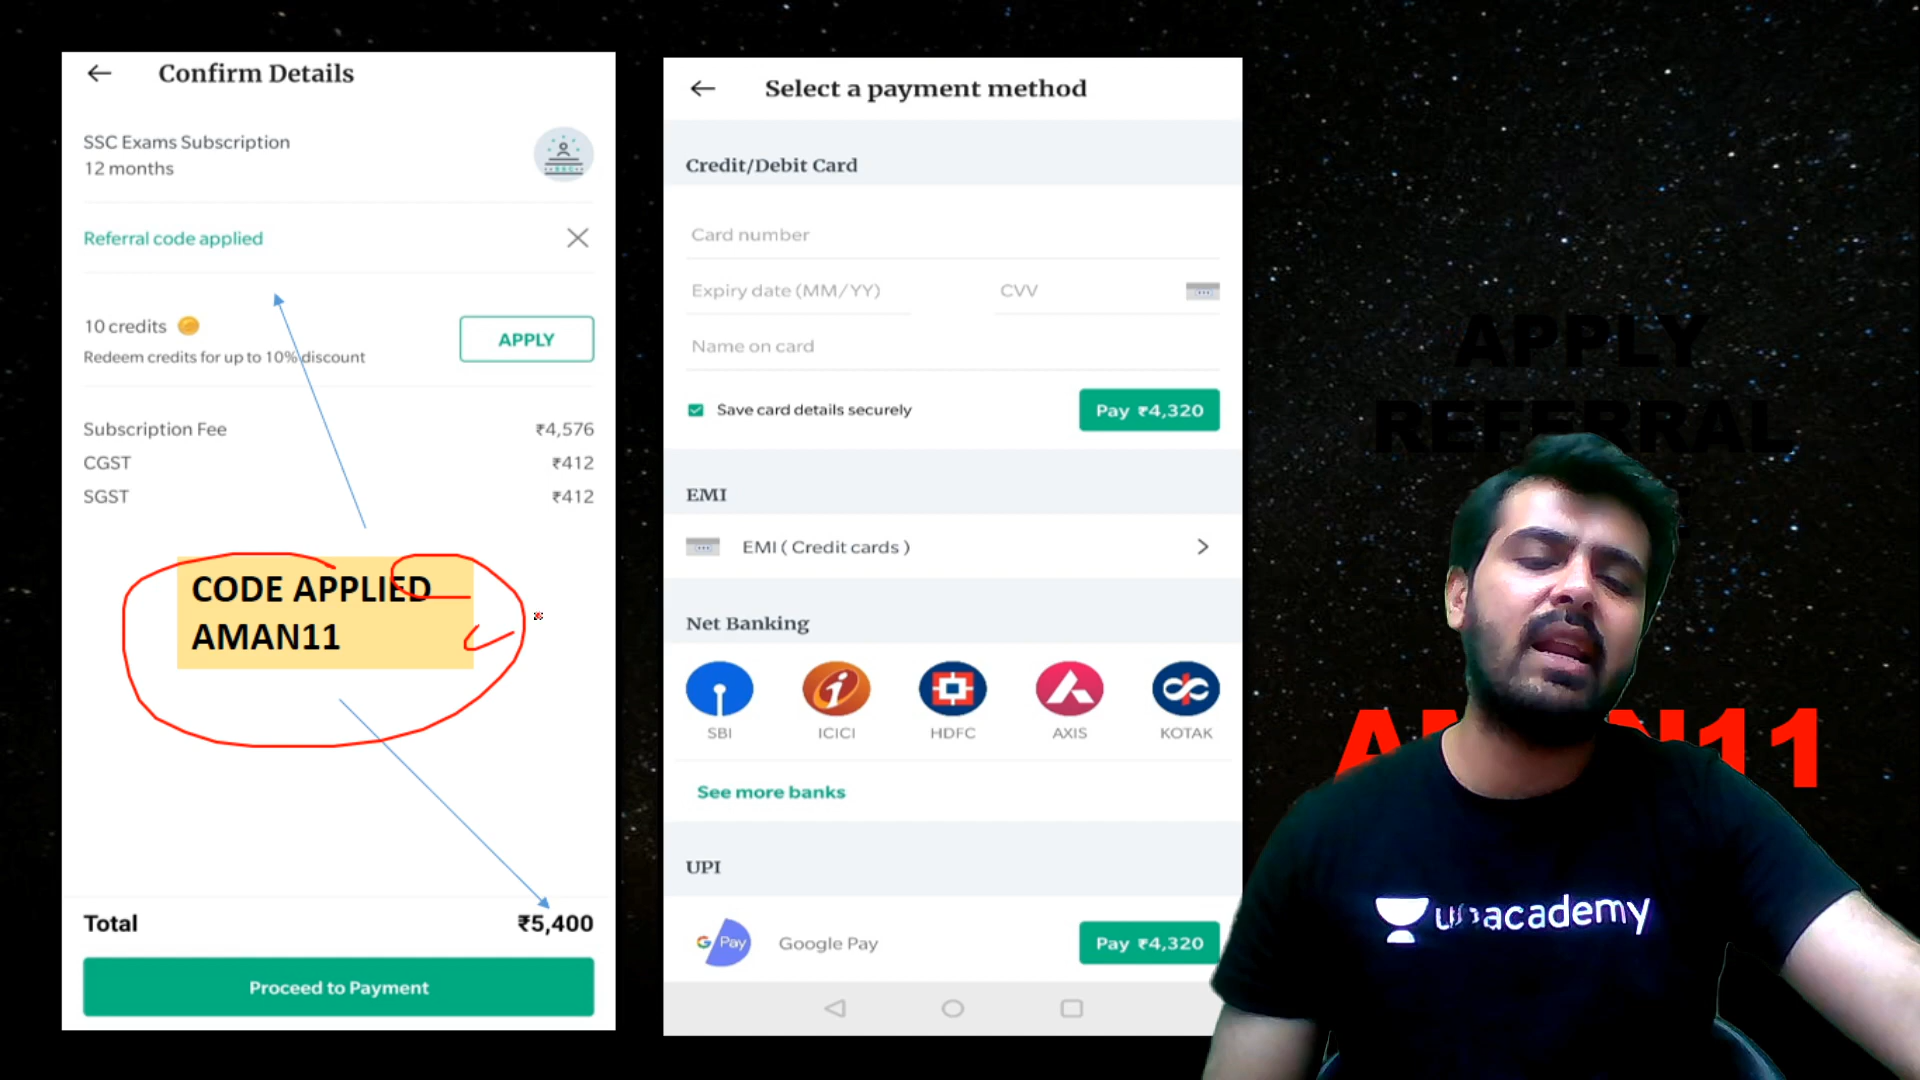 Confirm Details
SSC Exams Subscription
12 months
Referral code applied
10 credits
Redeem credits for up to 10% discount
APPLY
Subscription Fee ₹4,576
CGST ₹412
SGST ₹412
CODE APPLIED
AMAN11
Total ₹5,400
Proceed to Payment
Select a payment method
Credit/Debit Card
Card number
Expiry date (MM/YY) CVV
Name on card
Save card details securely Pay ₹4,320
EMI
EMI ( Credit cards )
Net Banking
SBI ICICI HDFC AXIS KOTAK
See more banks
UPI
G Pay Google Pay Pay ₹4,320
APPLY
REFERRAL
AMAN11
unacademy